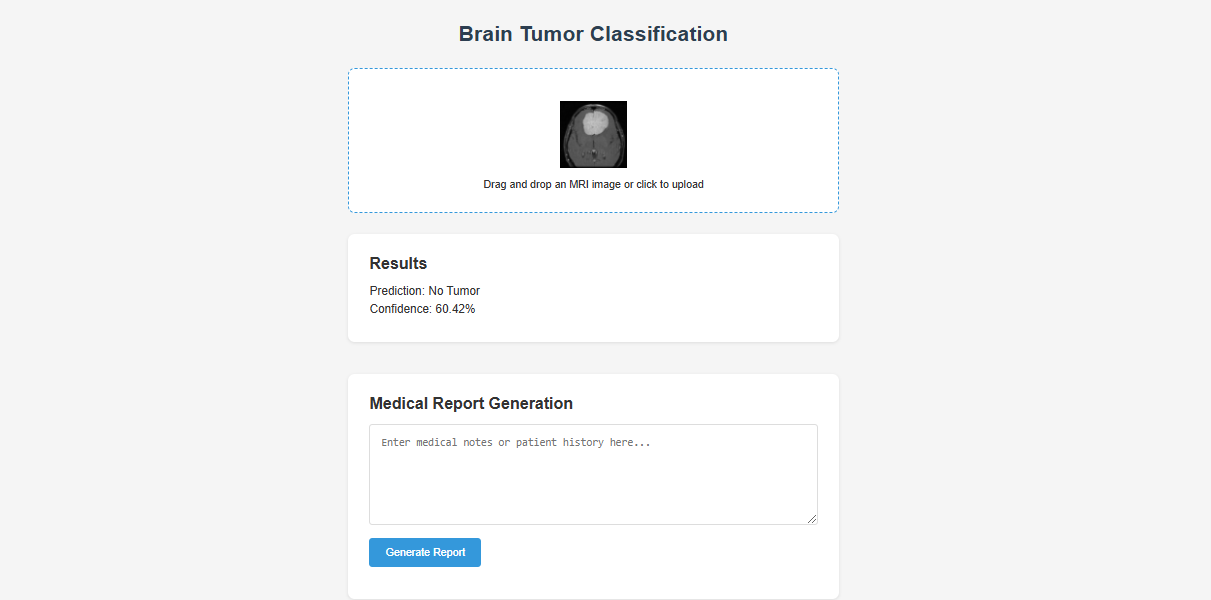 Brain Tumor Classification
Drag and drop an MRI image or click to upload
Results
Prediction: No Tumor
Confidence: 60.42%
Medical Report Generation
Enter medical notes or patient history here...
Generate Report